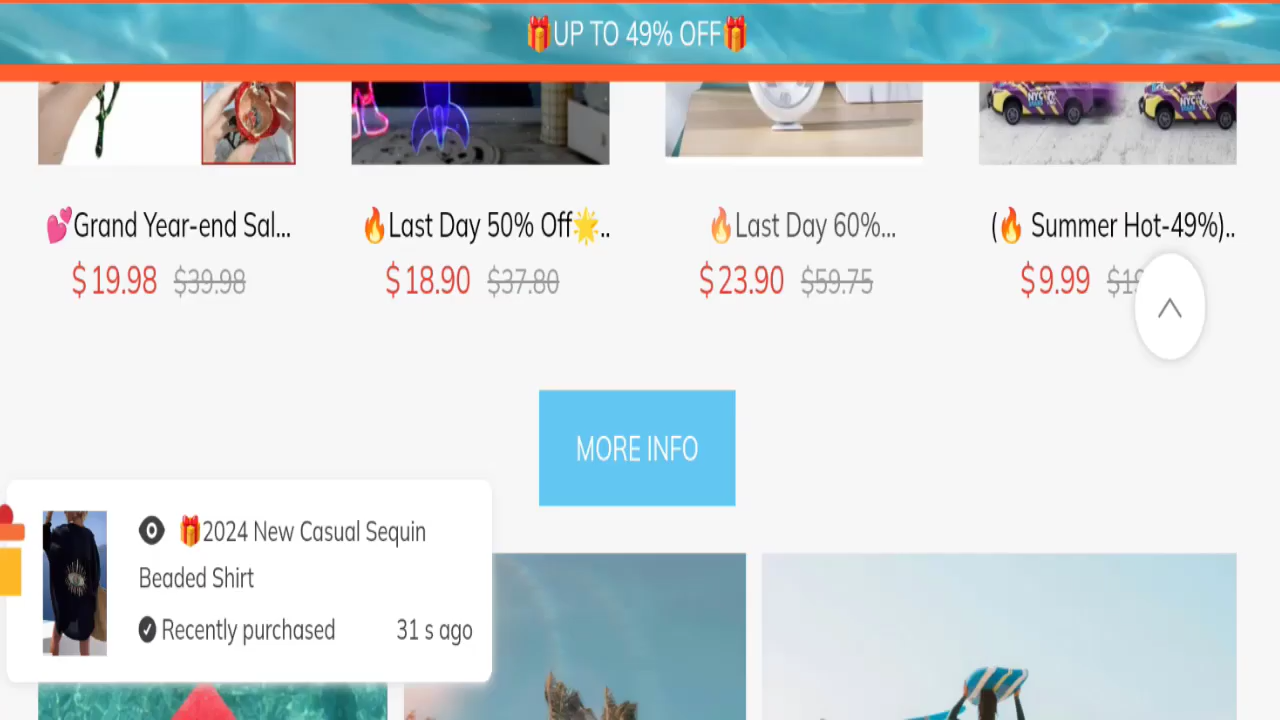 🎁UP TO 49% OFF🎁
NYC
NYC
💕Grand Year-end Sal...
🔥Last Day 50% Off🌟..
🔥Last Day 60%...
(🔥 Summer Hot-49%)..
$19.98 $39.98
$18.90 $37.80
$23.90 $59.75
$9.99
MORE INFO
🎁2024 New Casual Sequin
Beaded Shirt
Recently purchased 31 s ago